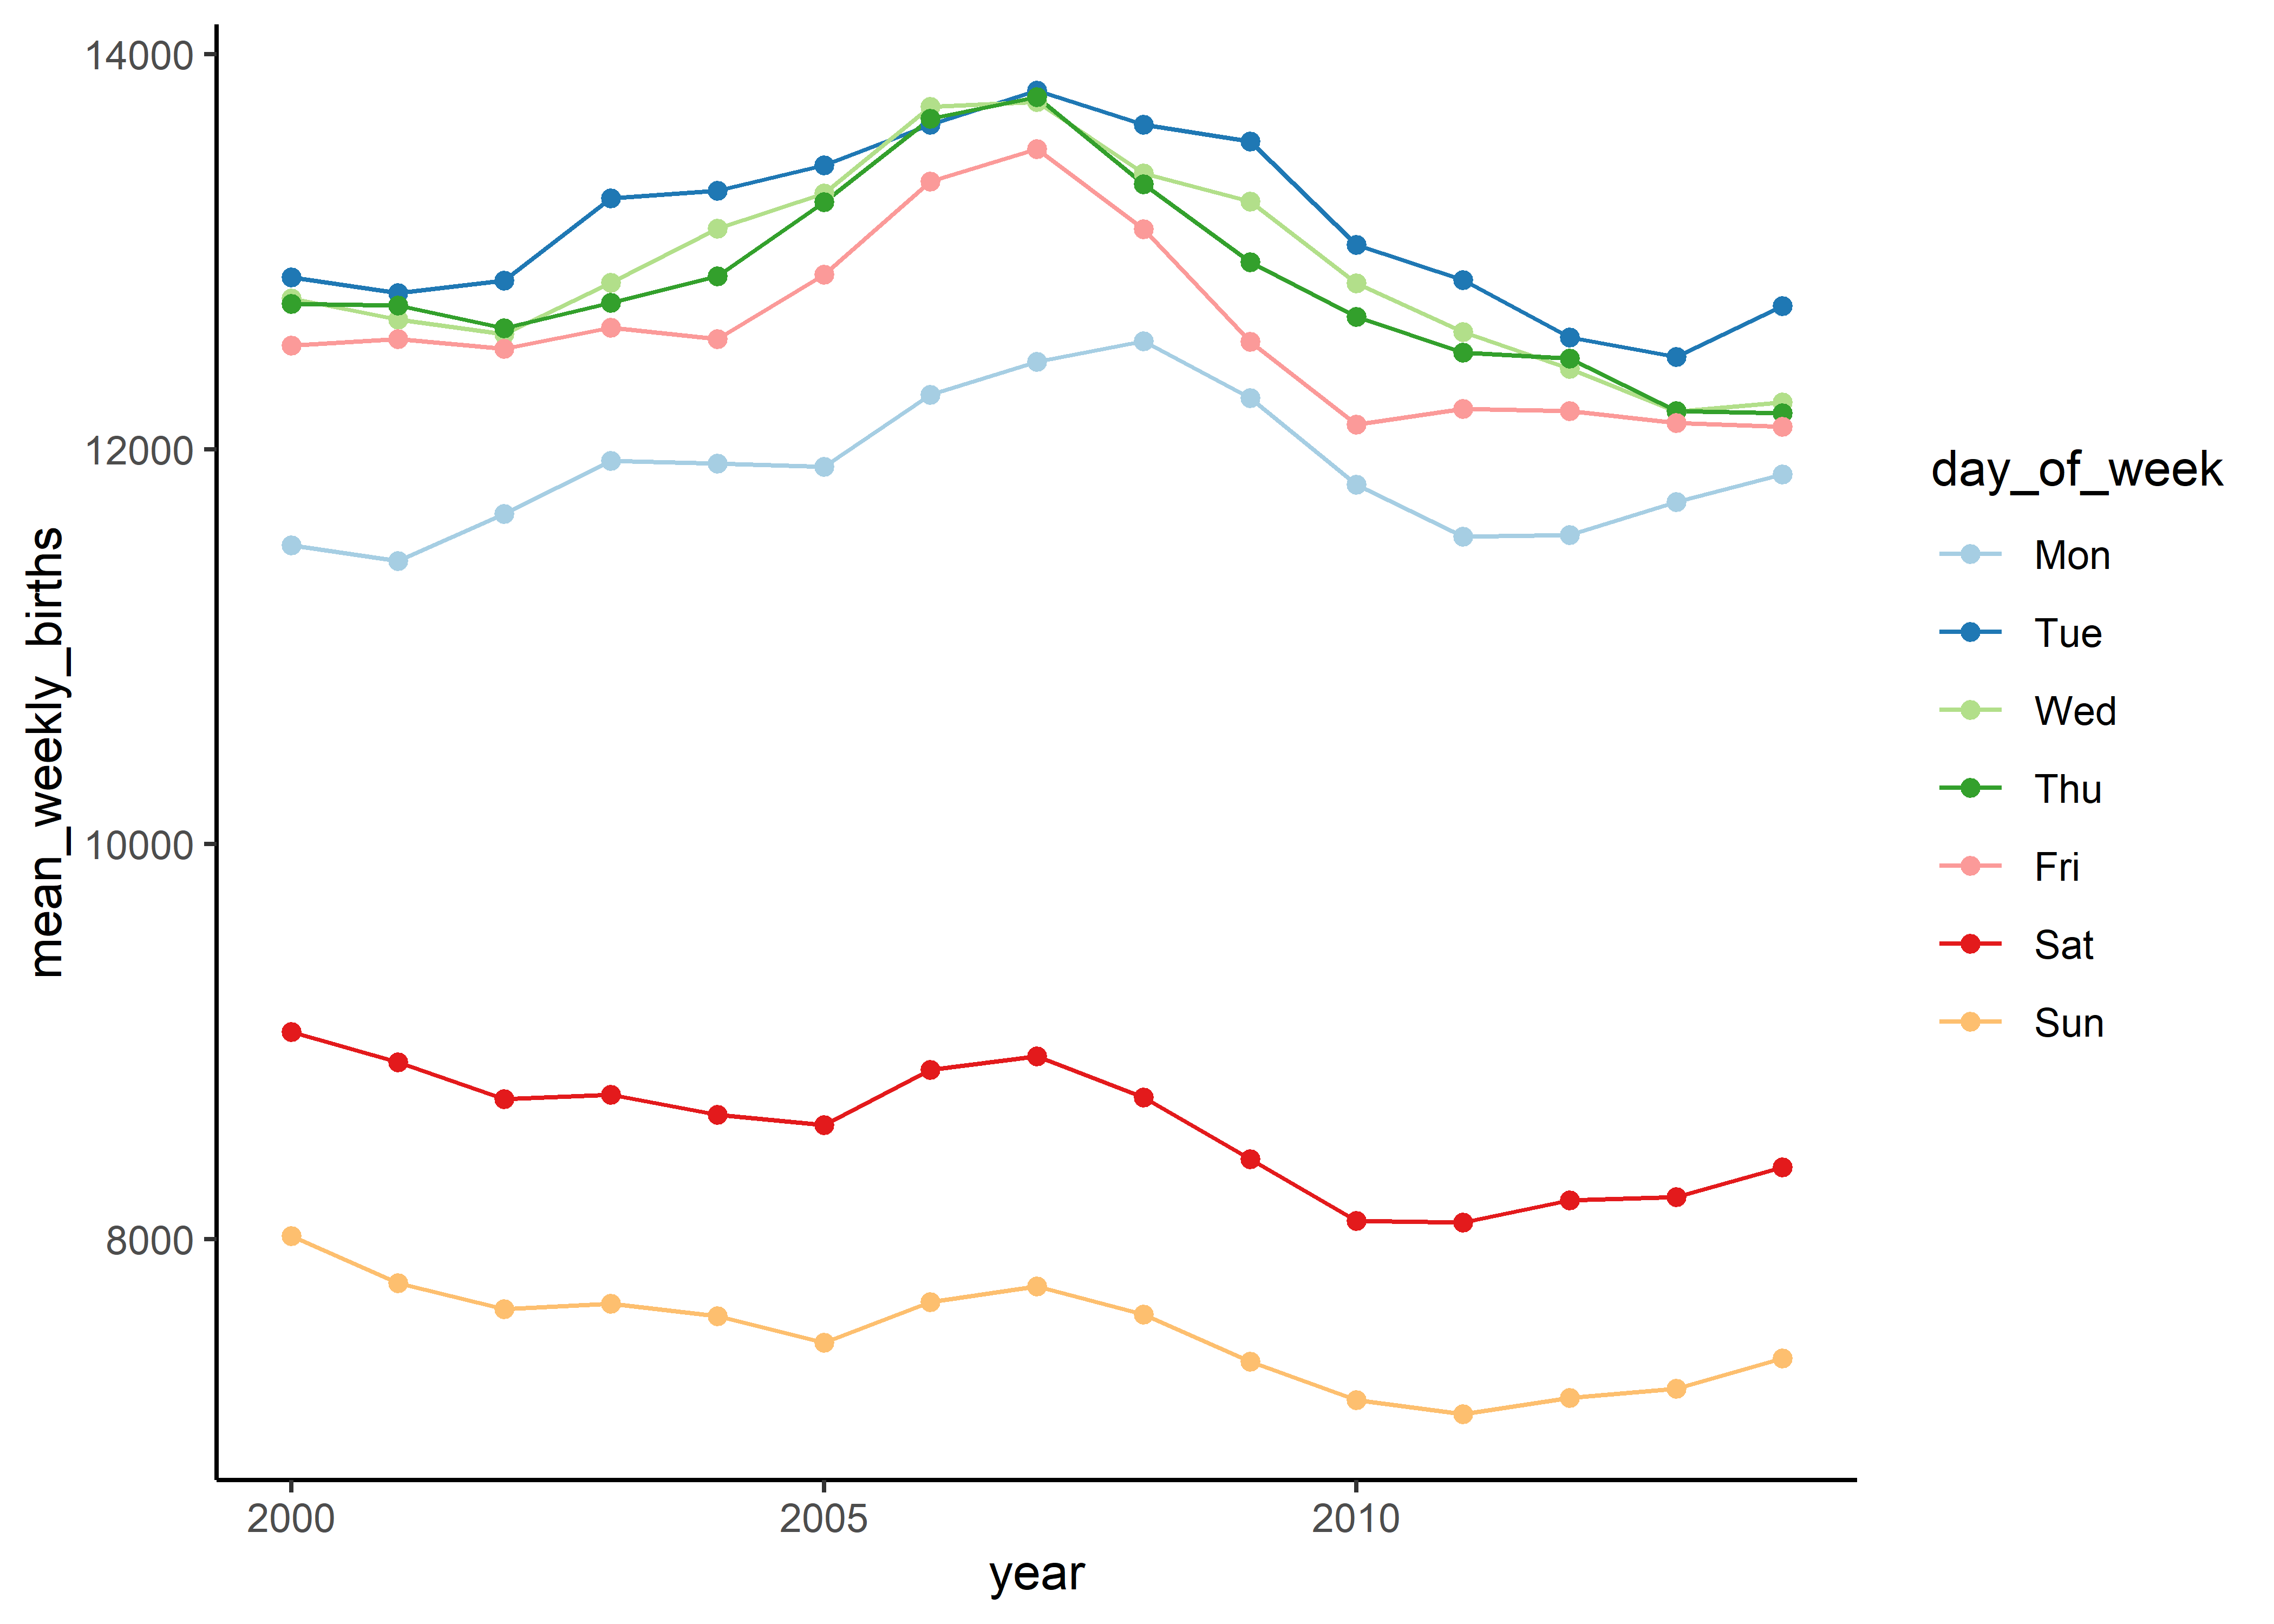 mean_weekly_births
14000
12000
10000
8000
2000
2005
2010
year
day_of_week
Mon
Tue
Wed
Thu
Fri
Sat
Sun